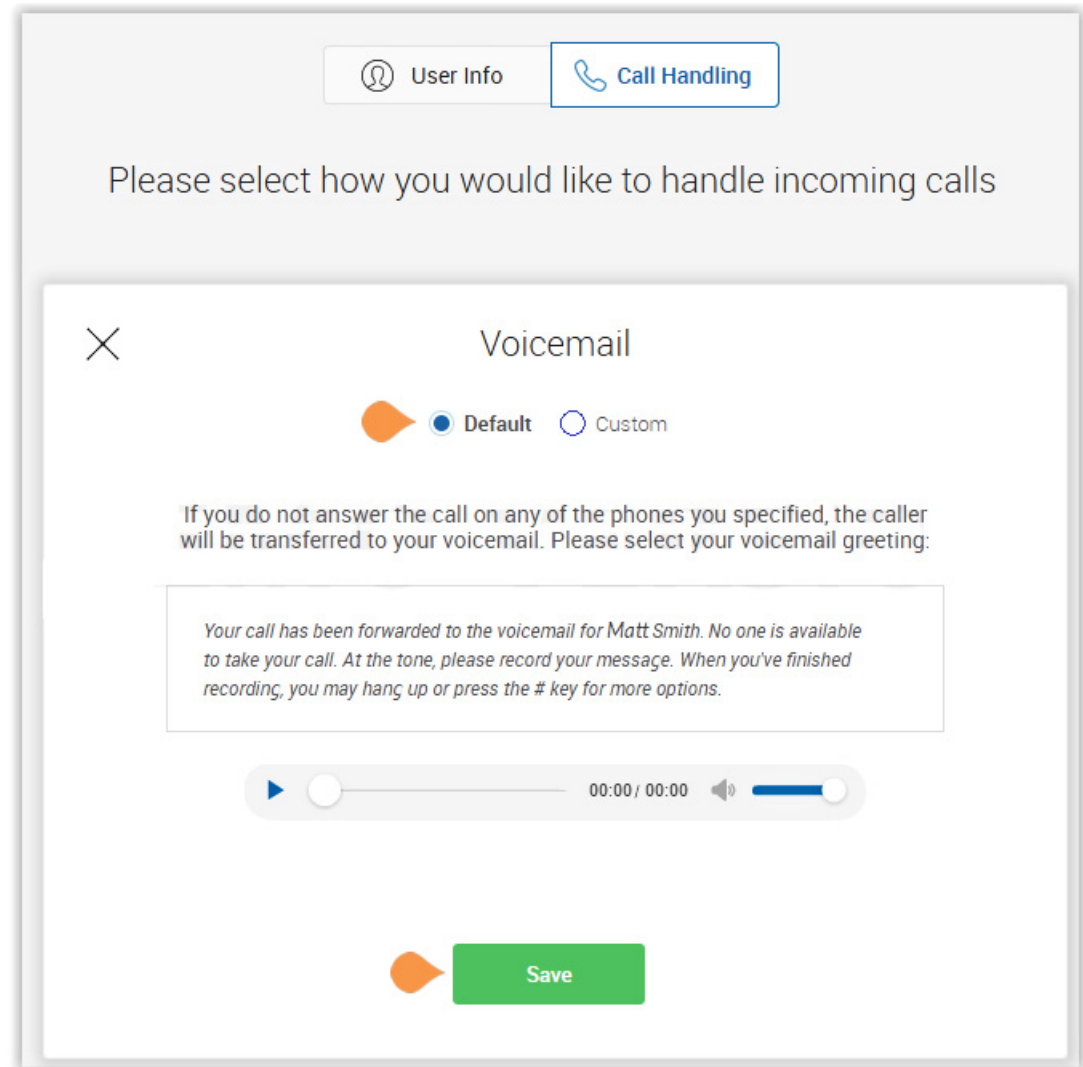 User Info
Call Handling
Please select how you would like to handle incoming calls
Voicemail
Default
Custom
If you do not answer the call on any of the phones you specified, the caller
will be transferred to your voicemail. Please select your voicemail greeting:
Your call has been forwarded to the voicemail for Matt Smith. No one is available
to take your call. At the tone, please record your message. When you've finished
recording, you may hang up or press the # key for more options.
00:00 / 00:00
Save